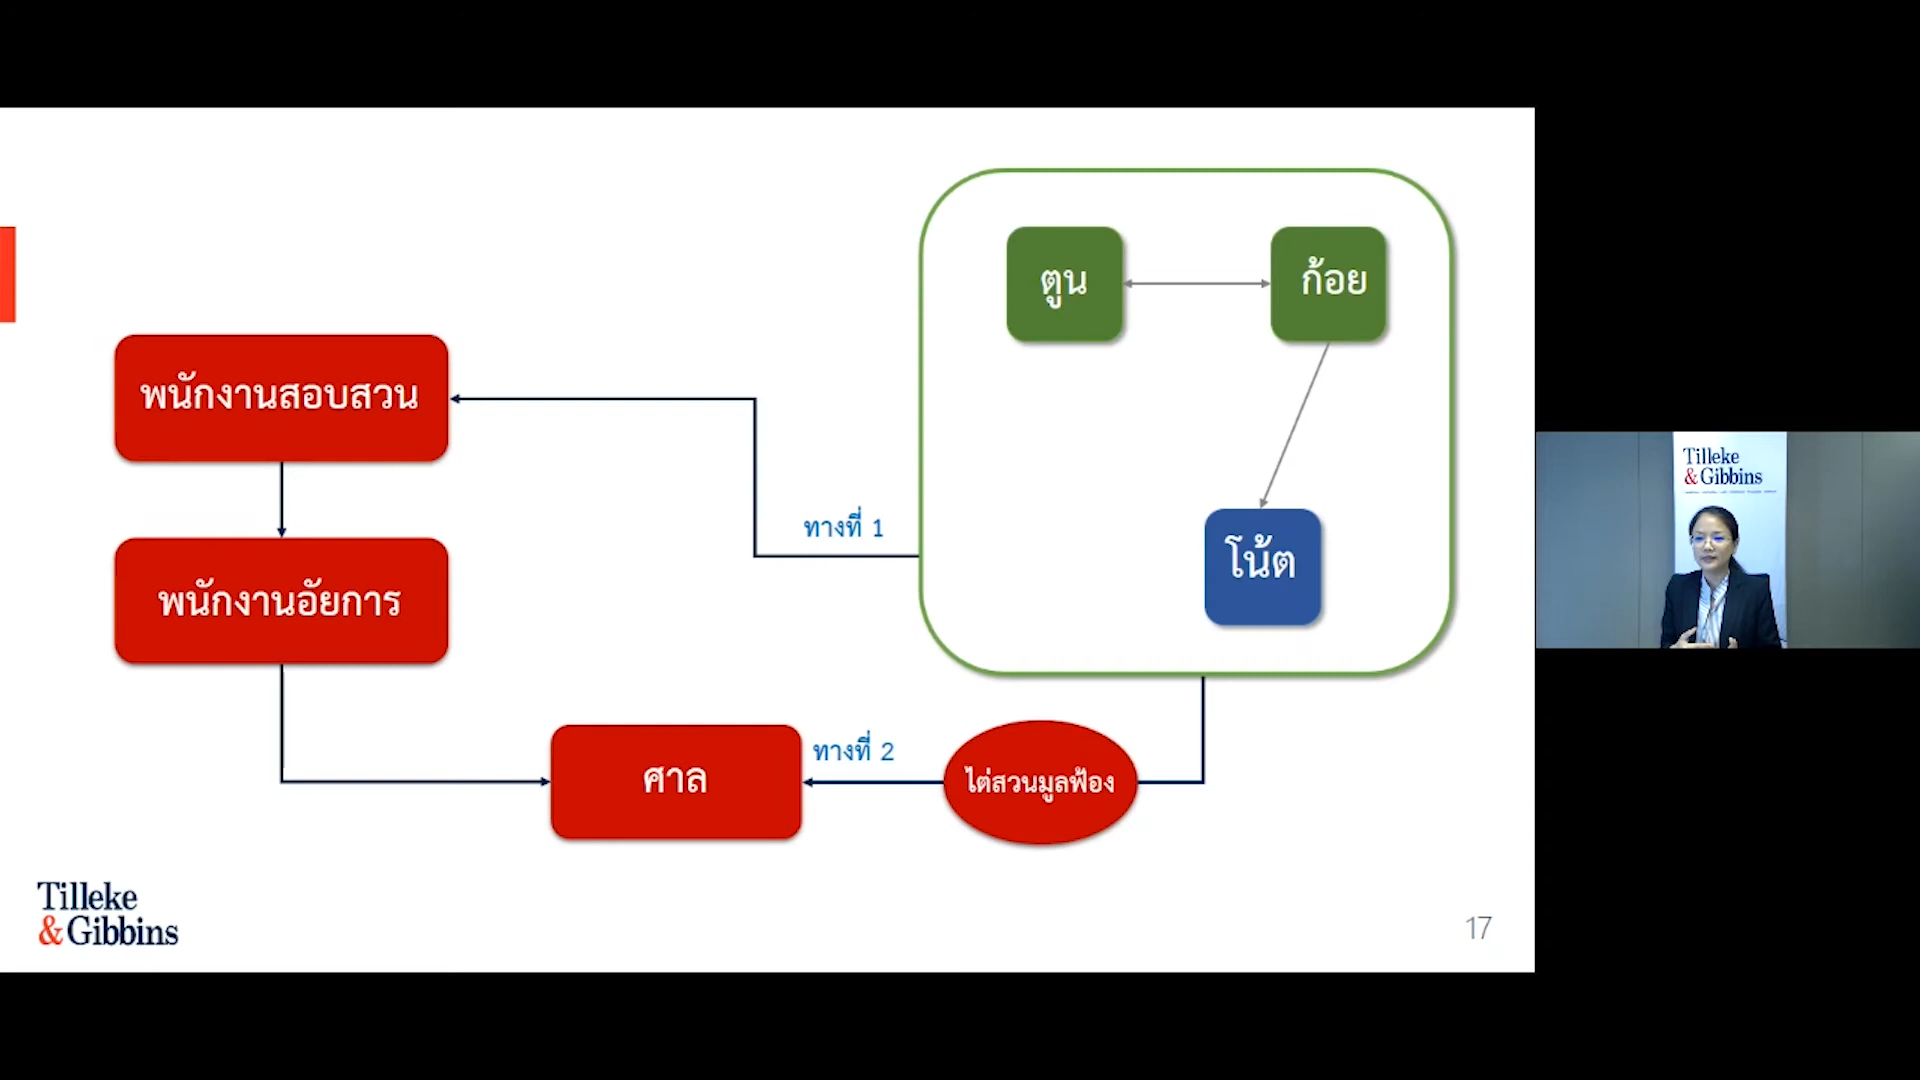 ตูน
ก้อย
พนักงานสอบสวน
ทางที่ 1
โน้ต
พนักงานอัยการ
ศาล
ทางที่ 2
ไต่สวนมูลฟ้อง
Tilleke
& Gibbins
17
Tilleke
& Gibbins